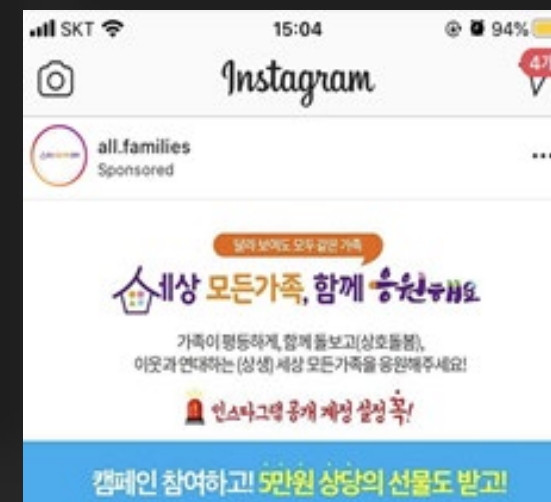 SKT 15:04 94%
Instagram
4개
all.families
Sponsored
달라 보여도 모두 같은 가족
세상 모든가족, 함께 응원해요
가족이 평등하게, 함께 돌보고(상호돌봄),
이웃과 연대하는 (상생) 세상 모든가족을 응원해주세요!
인스타그램 공개 계정 설정 꼭!
캠페인 참여하고! 5만원 상당의 선물도 받고!